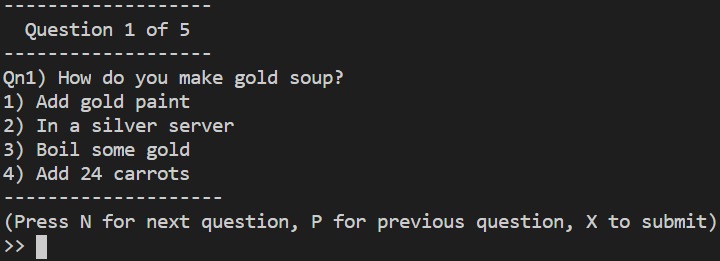 -------------------
  Question 1 of 5
-------------------
Qn1) How do you make gold soup?
1) Add gold paint
2) In a silver server
3) Boil some gold
4) Add 24 carrots
--------------------
(Press N for next question, P for previous question, X to submit)
>>